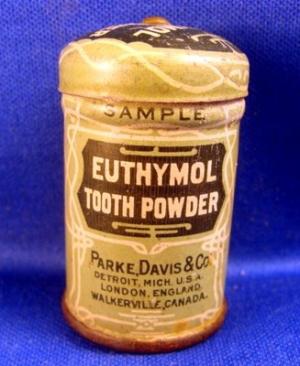 SAMPLE
EUTHYMOL
TOOTH POWDER
PARKE, DAVIS & CO.
DETROIT, MICH. U.S.A.
LONDON, ENGLAND.
WALKERVILLE, CANADA.